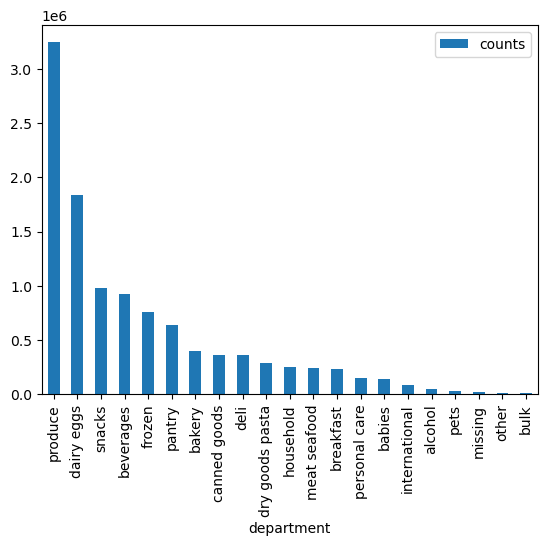 1e6
counts
3.0
2.5
2.0
1.5
1.0
0.5
0.0
produce
dairy eggs
snacks
beverages
frozen
pantry
bakery
canned goods
deli
dry goods pasta
household
meat seafood
breakfast
personal care
babies
international
alcohol
pets
missing
other
bulk
department